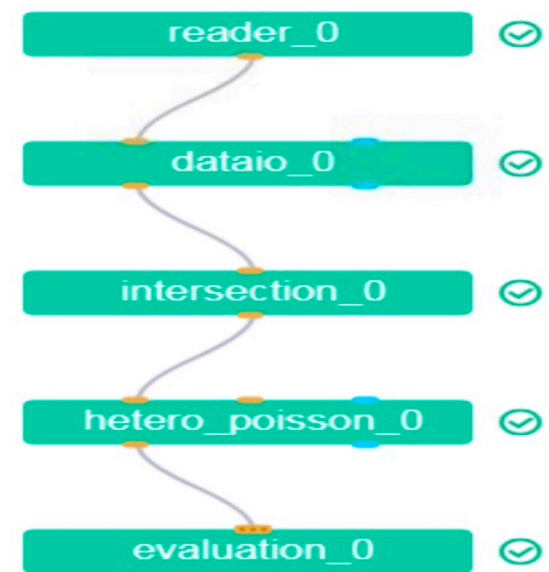 reader_0
dataio_0
intersection_0
hetero_poisson_0
evaluation_0